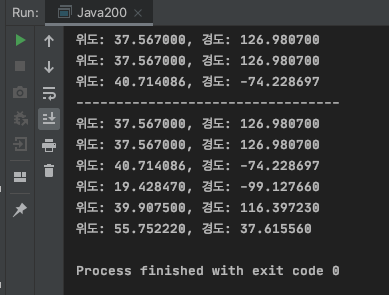 Run: Java200
위도: 37.567000, 경도: 126.980700
위도: 37.567000, 경도: 126.980700
위도: 40.714086, 경도: -74.228697
---------------------------------
위도: 37.567000, 경도: 126.980700
위도: 37.567000, 경도: 126.980700
위도: 40.714086, 경도: -74.228697
위도: 19.428470, 경도: -99.127660
위도: 39.907500, 경도: 116.397230
위도: 55.752220, 경도: 37.615560
Process finished with exit code 0